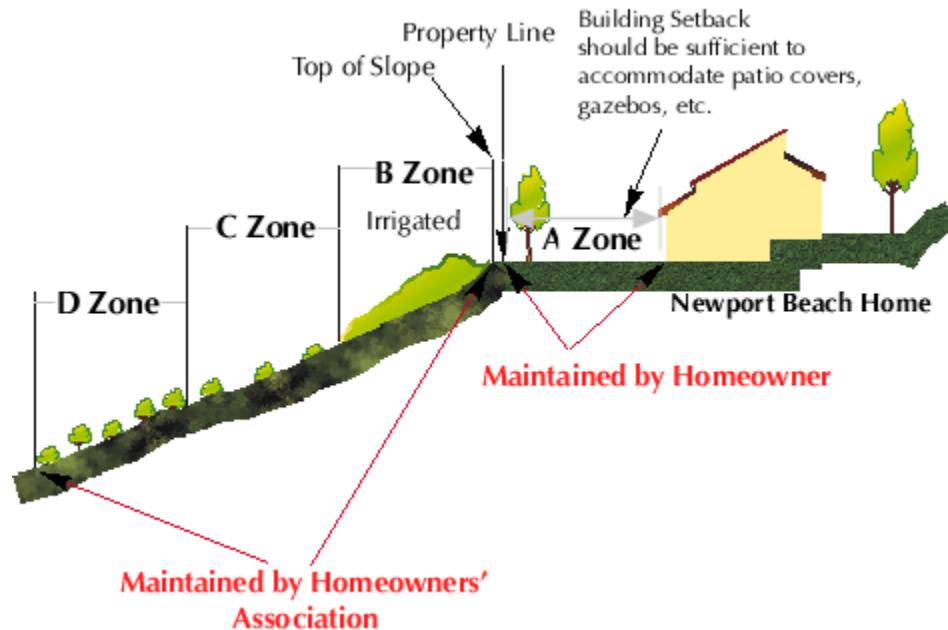 Building Setback
should be sufficient to
accommodate patio covers,
gazebos, etc.
Property Line
Top of Slope
B Zone
Irrigated
C Zone
A Zone
D Zone
Newport Beach Home
Maintained by Homeowner
Maintained by Homeowners’
Association